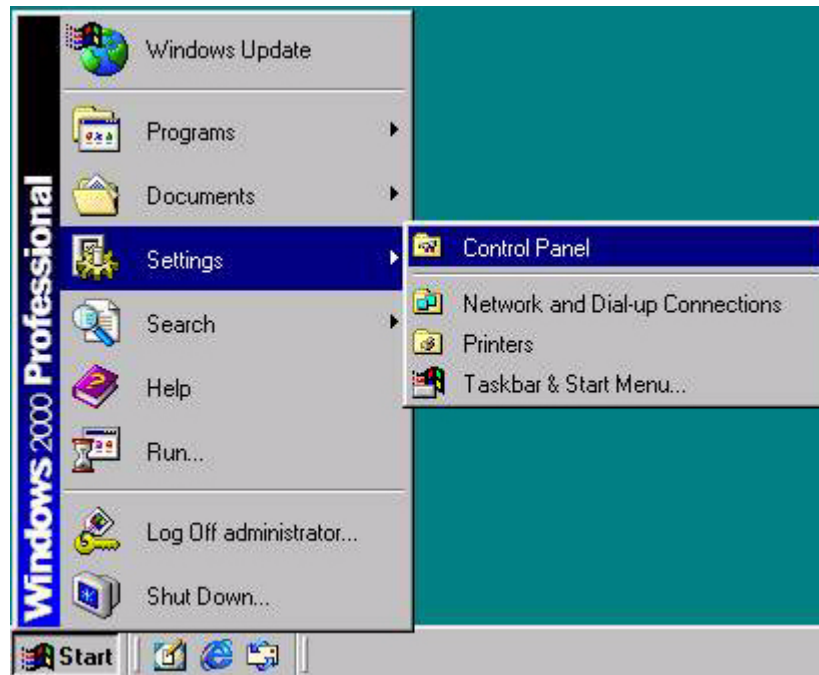 Windows Update
Programs
Documents
Settings
Search
Help
Run...
Log Off administrator...
Shut Down...
Control Panel
Network and Dial-up Connections
Printers
Taskbar & Start Menu...
Windows 2000 Professional
Start